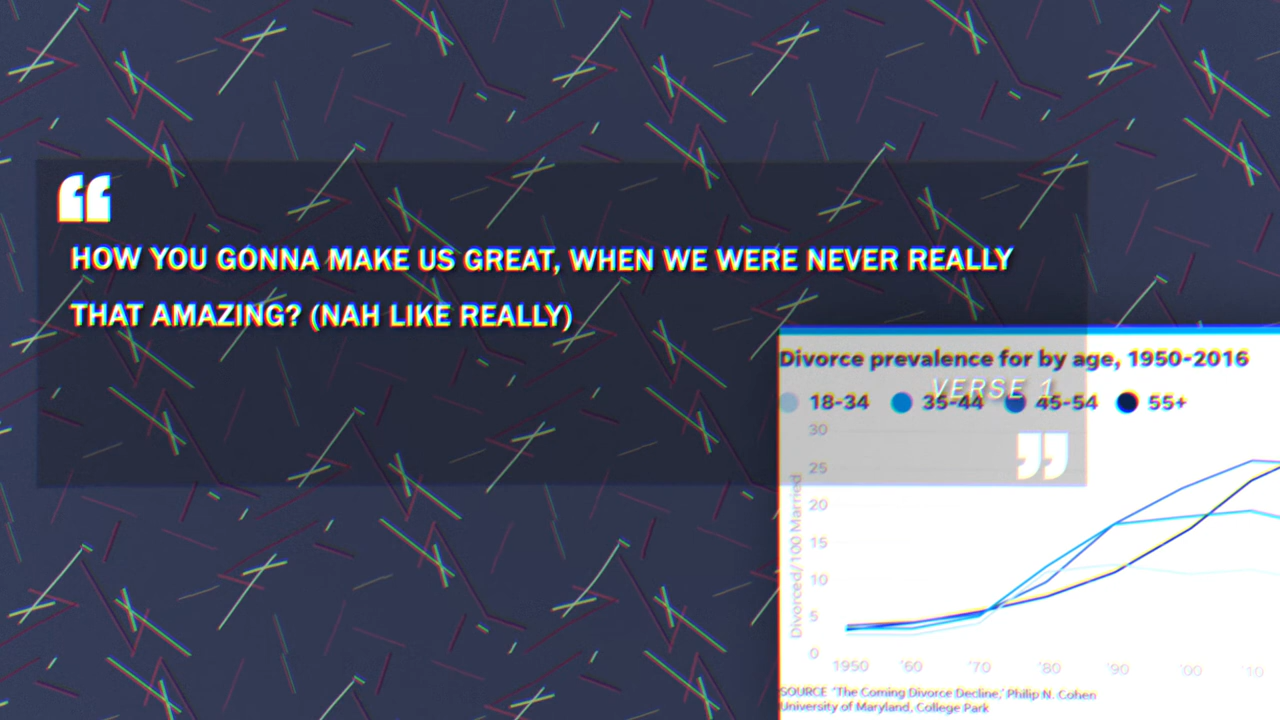 “
HOW YOU GONNA MAKE US GREAT, WHEN WE WERE NEVER REALLY
THAT AMAZING? (NAH LIKE REALLY)
VERSE 1
”
Divorce prevalence for by age, 1950-2016
18-34 35-44 45-54 55+
Divorced/100 Married
30
25
20
15
10
5
0
1950 '60 '70 '80 '90 '00 '10
SOURCE 'The Coming Divorce Decline,' Philip N. Cohen
University of Maryland, College Park